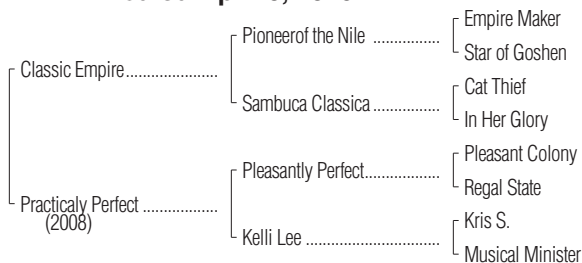 Empire Maker
Pioneerof the Nile ................
Star of Goshen
Classic Empire......................
Cat Thief
Sambuca Classica ................
In Her Glory
Pleasant Colony
Pleasantly Perfect..................
Regal State
Practicaly Perfect ..................
(2008)
Kris S.
Kelli Lee ................................
Musical Minister